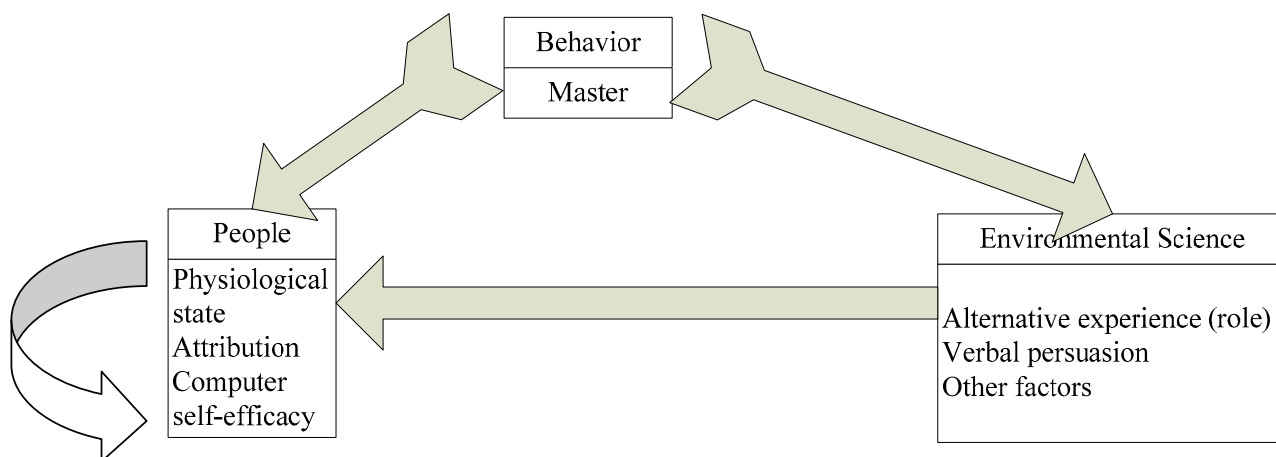 Behavior
Master
People
Physiological
state
Attribution
Computer
self-efficacy
Environmental Science
Alternative experience (role)
Verbal persuasion
Other factors